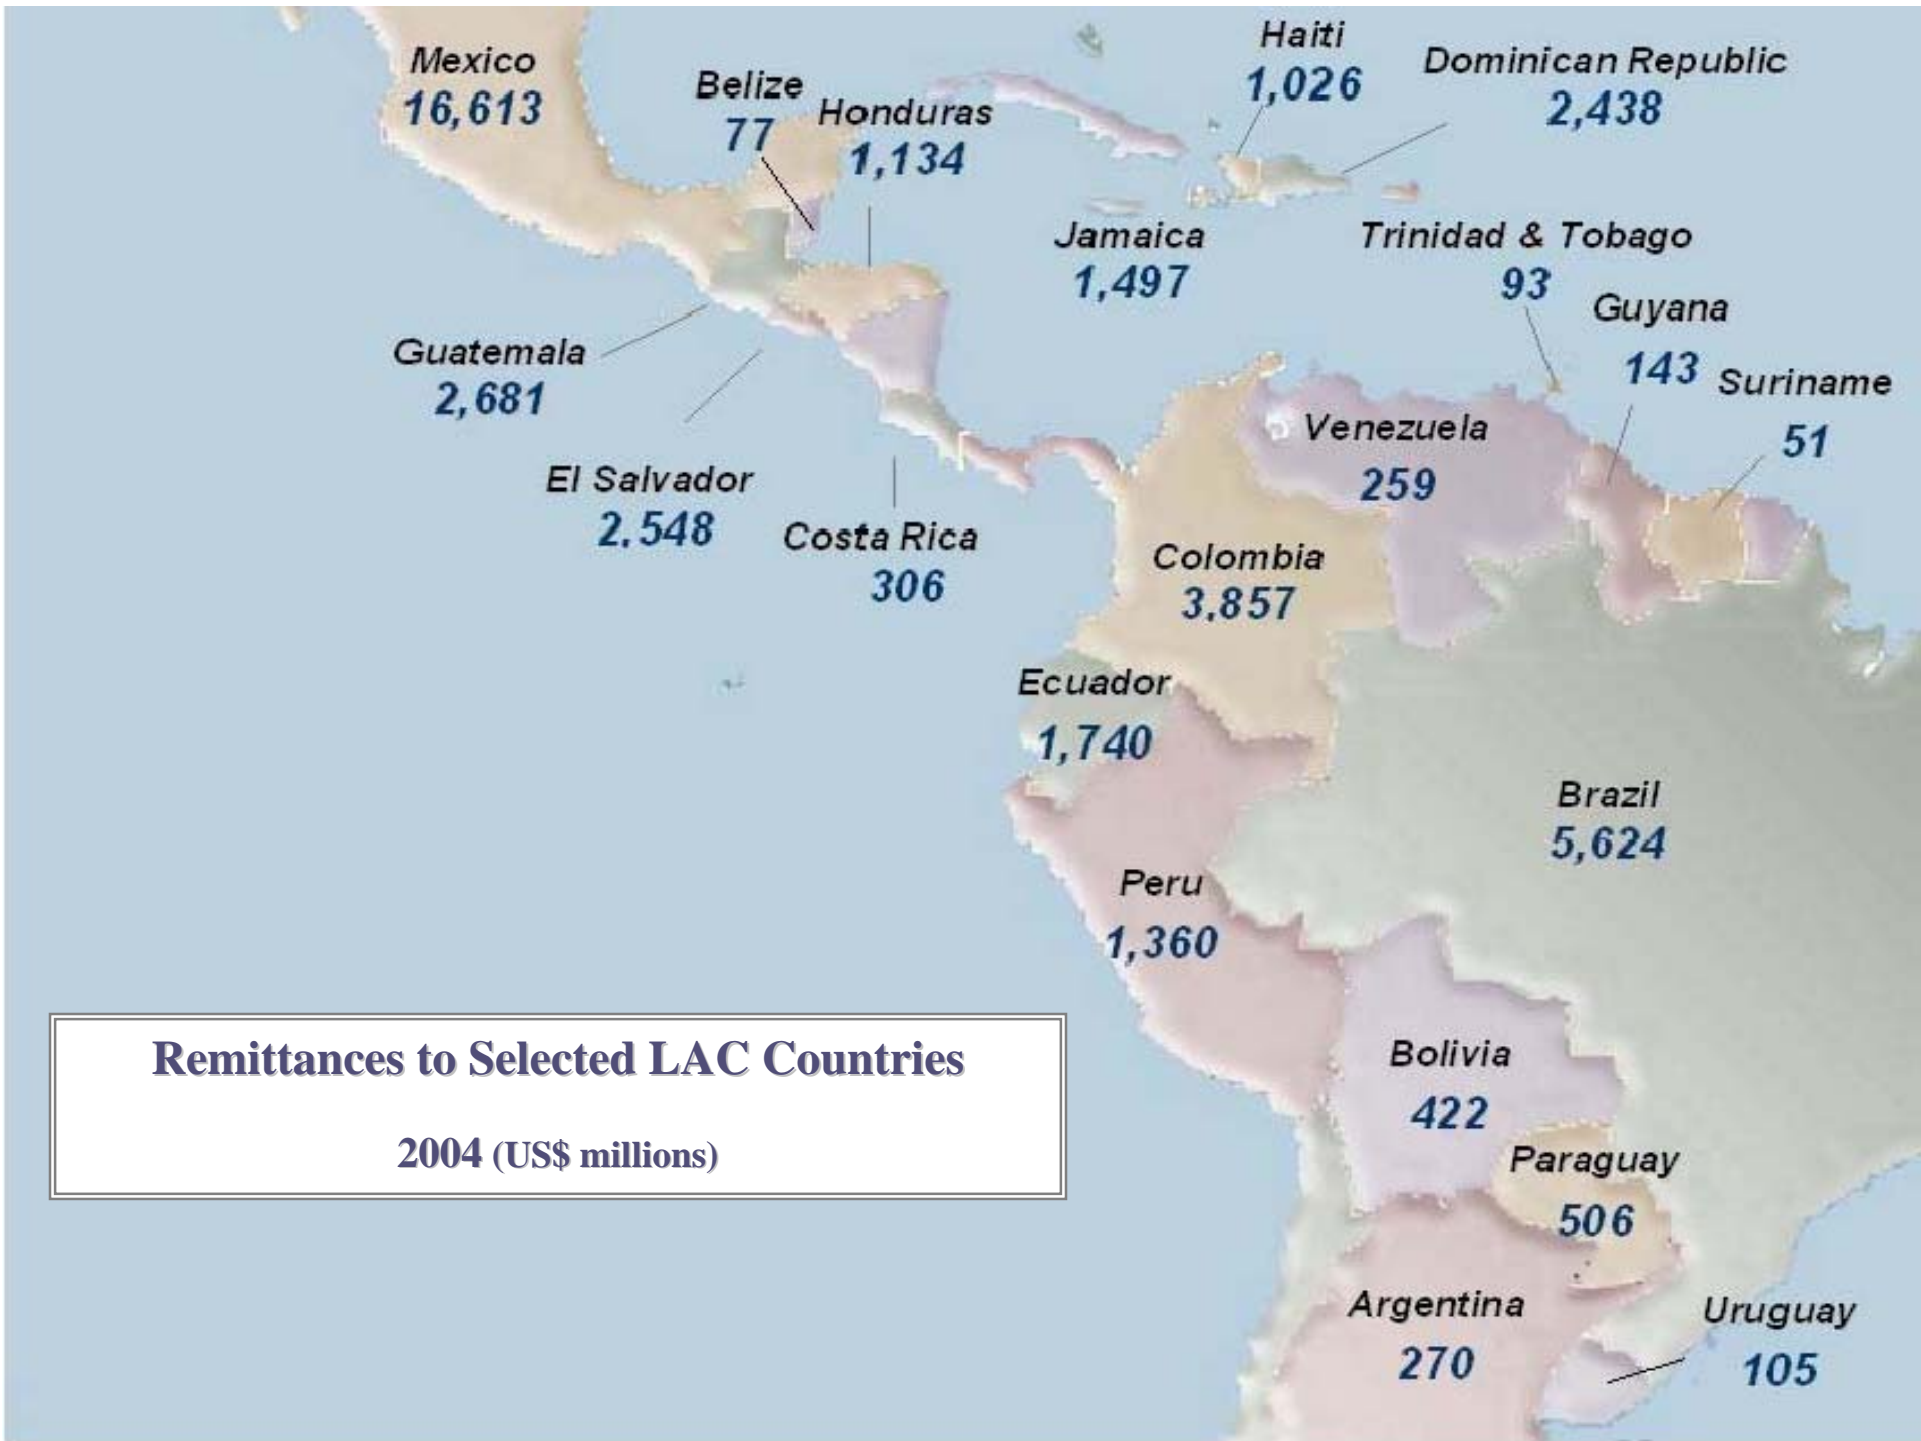 Mexico
16,613
Belize
77
Honduras
1,134
Haiti
1,026
Dominican Republic
2,438
Jamaica
1,497
Trinidad & Tobago
93
Guyana
143
Suriname
51
Guatemala
2,681
El Salvador
2.548
Costa Rica
306
Venezuela
259
Colombia
3,857
Ecuador
1,740
Brazil
5,624
Peru
1,360
Bolivia
422
Paraguay
506
Argentina
270
Uruguay
105
Remittances to Selected LAC Countries
2004 (US$ millions)